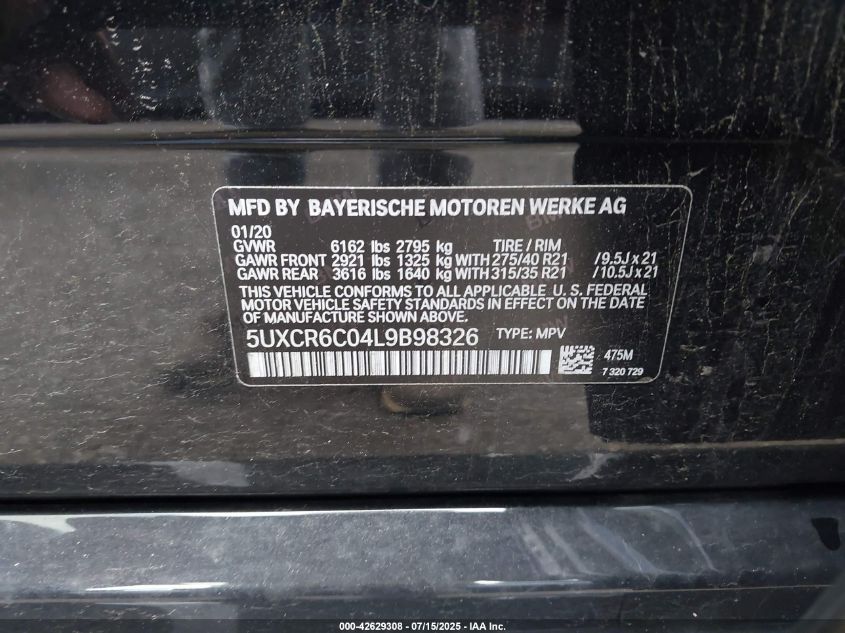 MFD BY BAYERISCHE MOTOREN WERKE AG
01/20
GVWR 6162 lbs 2795 kg TIRE / RIM
GAWR FRONT 2921 lbs 1325 kg WITH 275/40 R21 /9.5J x 21
GAWR REAR 3616 lbs 1640 kg WITH 315/35 R21 /10.5J x 21
THIS VEHICLE CONFORMS TO ALL APPLICABLE U. S. FEDERAL
MOTOR VEHICLE SAFETY STANDARDS IN EFFECT ON THE DATE
OF MANUFACTURE SHOWN ABOVE.
5UXCR6C04L9B98326 TYPE: MPV
475M
7 320 729
000-42629308 - 07/15/2025 - IAA Inc.